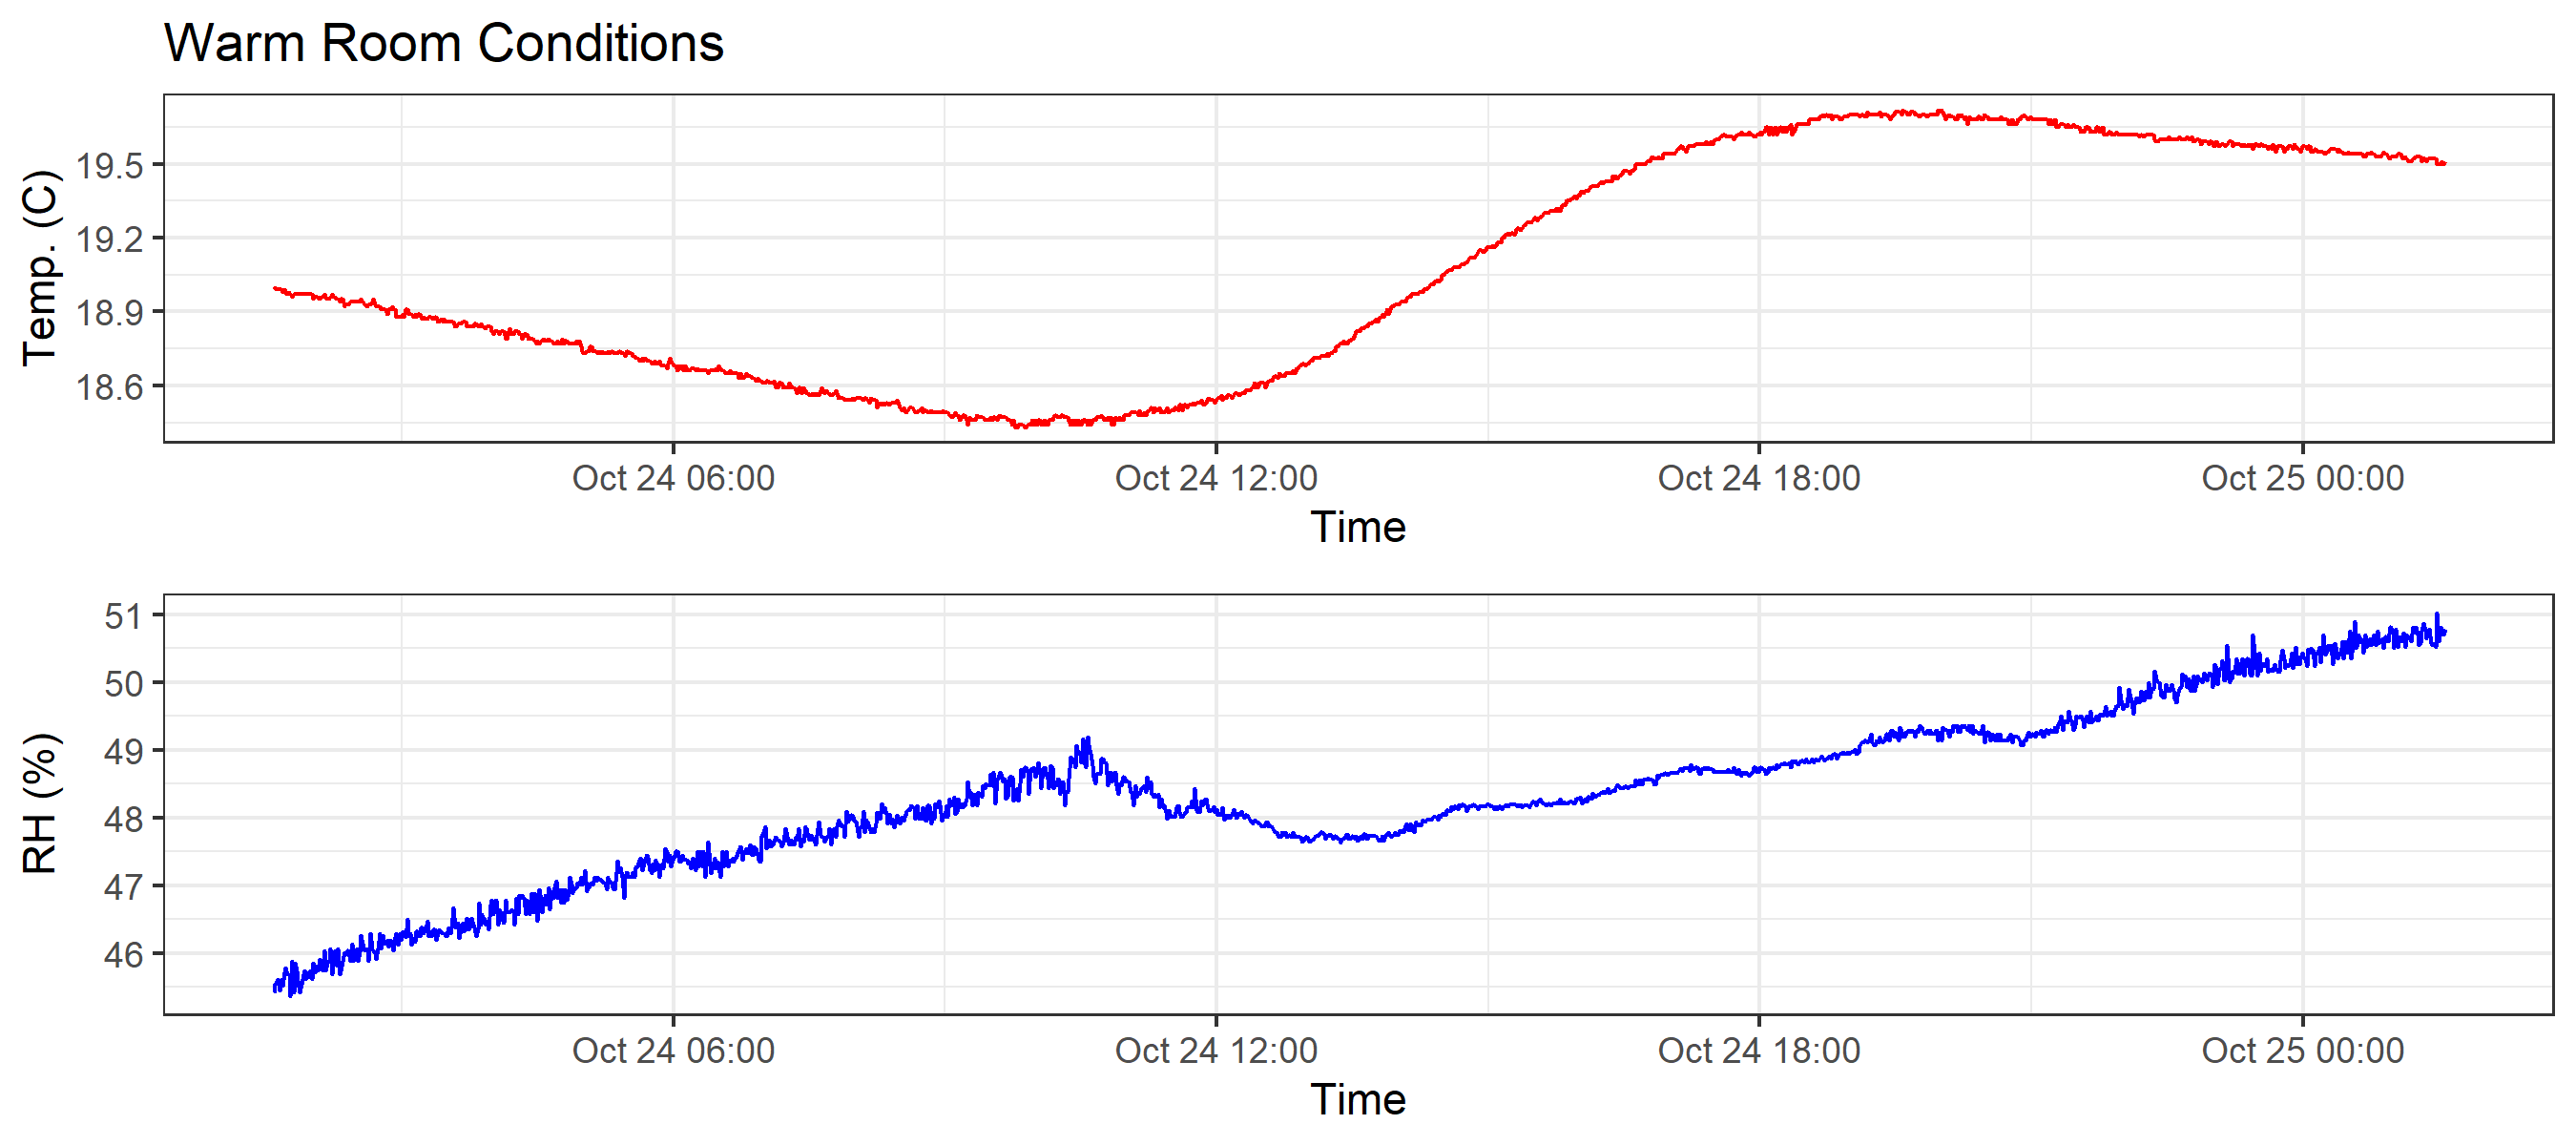 Warm Room Conditions
19.5
19.2
18.9
18.6
Temp. (C)
Oct 24 06:00 Oct 24 12:00 Oct 24 18:00 Oct 25 00:00
Time
51
50
49
48
47
46
RH (%)
Oct 24 06:00 Oct 24 12:00 Oct 24 18:00 Oct 25 00:00
Time